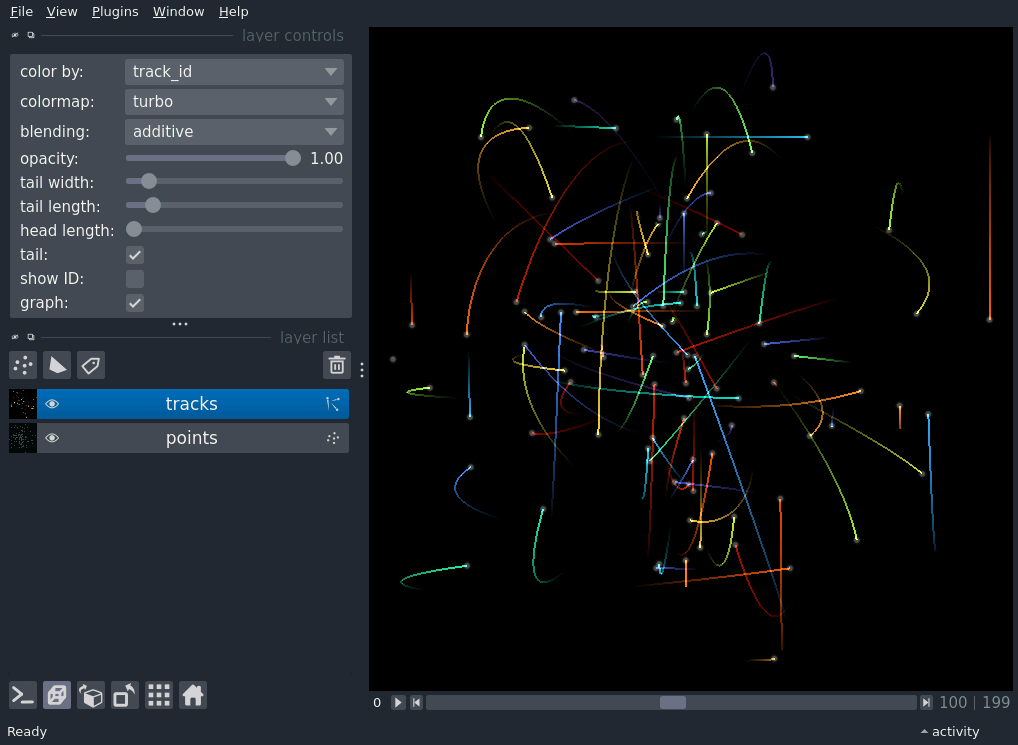 File View Plugins Window Help
layer controls
color by: track_id
colormap: turbo
blending: additive
opacity: 1.00
tail width:
tail length:
head length:
tail:
show ID:
graph:
layer list
tracks
points
0 100 | 199
Ready activity